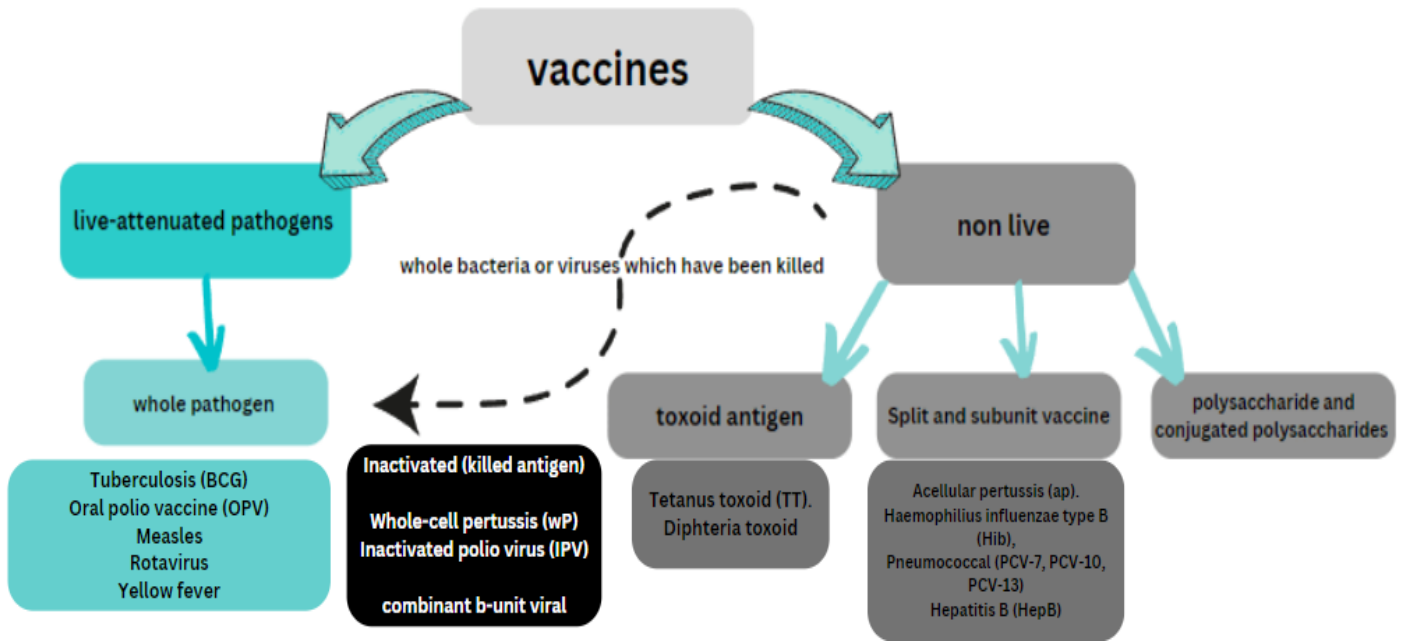 vaccines
live-attenuated pathogens
non live
whole bacteria or viruses which have been killed
whole pathogen
Tuberculosis (BCG)
Oral polio vaccine (OPV)
Measles
Rotavirus
Yellow fever
Inactivated (killed antigen)
Whole-cell pertussis (wP)
Inactivated polio virus (IPV)
combinant b-unit viral
toxoid antigen
Tetanus toxoid (TT).
Diphteria toxoid
Split and subunit vaccine
Acellular pertussis (ap).
Haemophilius influenzae type B
(Hib),
Pneumococcal (PCV-7, PCV-10,
PCV-13)
Hepatitis B (HepB)
polysaccharide and
conjugated polysaccharids